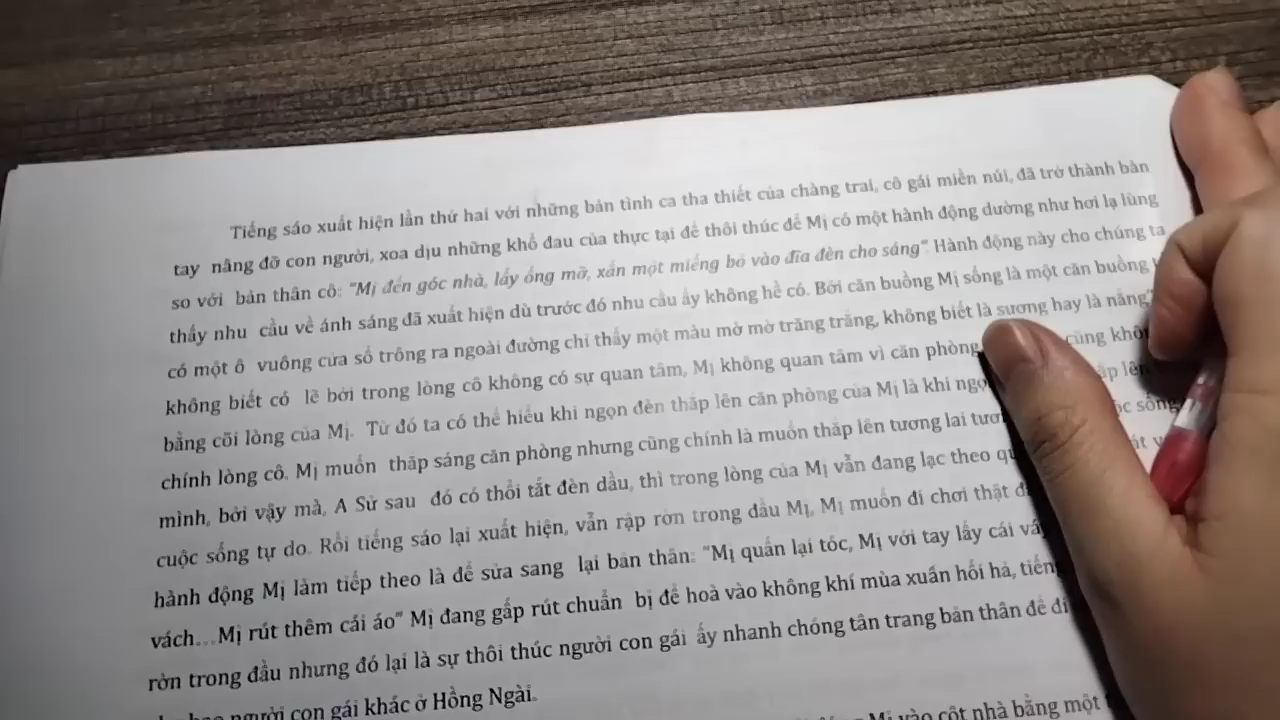 Tiếng sáo xuất hiện lần thứ hai với những bản tình ca tha thiết của chàng trai, cô gái miền núi, đã trở thành bàn
tay nâng đỡ con người, xoa dịu những khổ đau của thực tại để thôi thúc để Mị có một hành động dường như hơi lạ lùng
so với bản thân cô: "Mị đến góc nhà, lấy ống mỡ, xắn một miếng bỏ vào đĩa đèn cho sáng". Hành động này cho chúng ta
thấy nhu cầu về ánh sáng đã xuất hiện dù trước đó nhu cầu ấy không hề có. Bởi căn buồng Mị sống là một căn buồng
có một ô vuông cửa sổ trông ra ngoài đường chỉ thấy một màu mờ mờ trăng trắng, không biết là sương hay là nắng?
không biết có lẽ bởi trong lòng cô không có sự quan tâm, Mị không quan tâm vì căn phòng cũng
bằng cõi lòng của Mị. Từ đó ta có thể hiểu khi ngọn đèn thắp lên căn phòng của Mị là khi lên
chính lòng cô. Mị muốn thắp sáng căn phòng nhưng cũng chính là muốn thắp lên tương lai sống
mình, bởi vậy mà, A Sử sau đó có thổi tắt đèn dầu, thì trong lòng của Mị vẫn đang lạc theo
cuộc sống tự do. Rồi tiếng sáo lại xuất hiện, vẫn rập rờn trong đầu Mị, Mị muốn đi chơi thật
hành động Mị làm tiếp theo là để sửa sang lại bản thân: "Mị quấn lại tóc, Mị với tay lấy cái
vách...Mị rút thêm cái áo" Mị đang gấp rút chuẩn bị để hoà vào không khí mùa xuân hối hả,
rờn trong đầu nhưng đó lại là sự thôi thúc người con gái ấy nhanh chóng tân trang bản thân để
người con gái khác ở Hồng Ngài.
Mị vào cột nhà bằng một